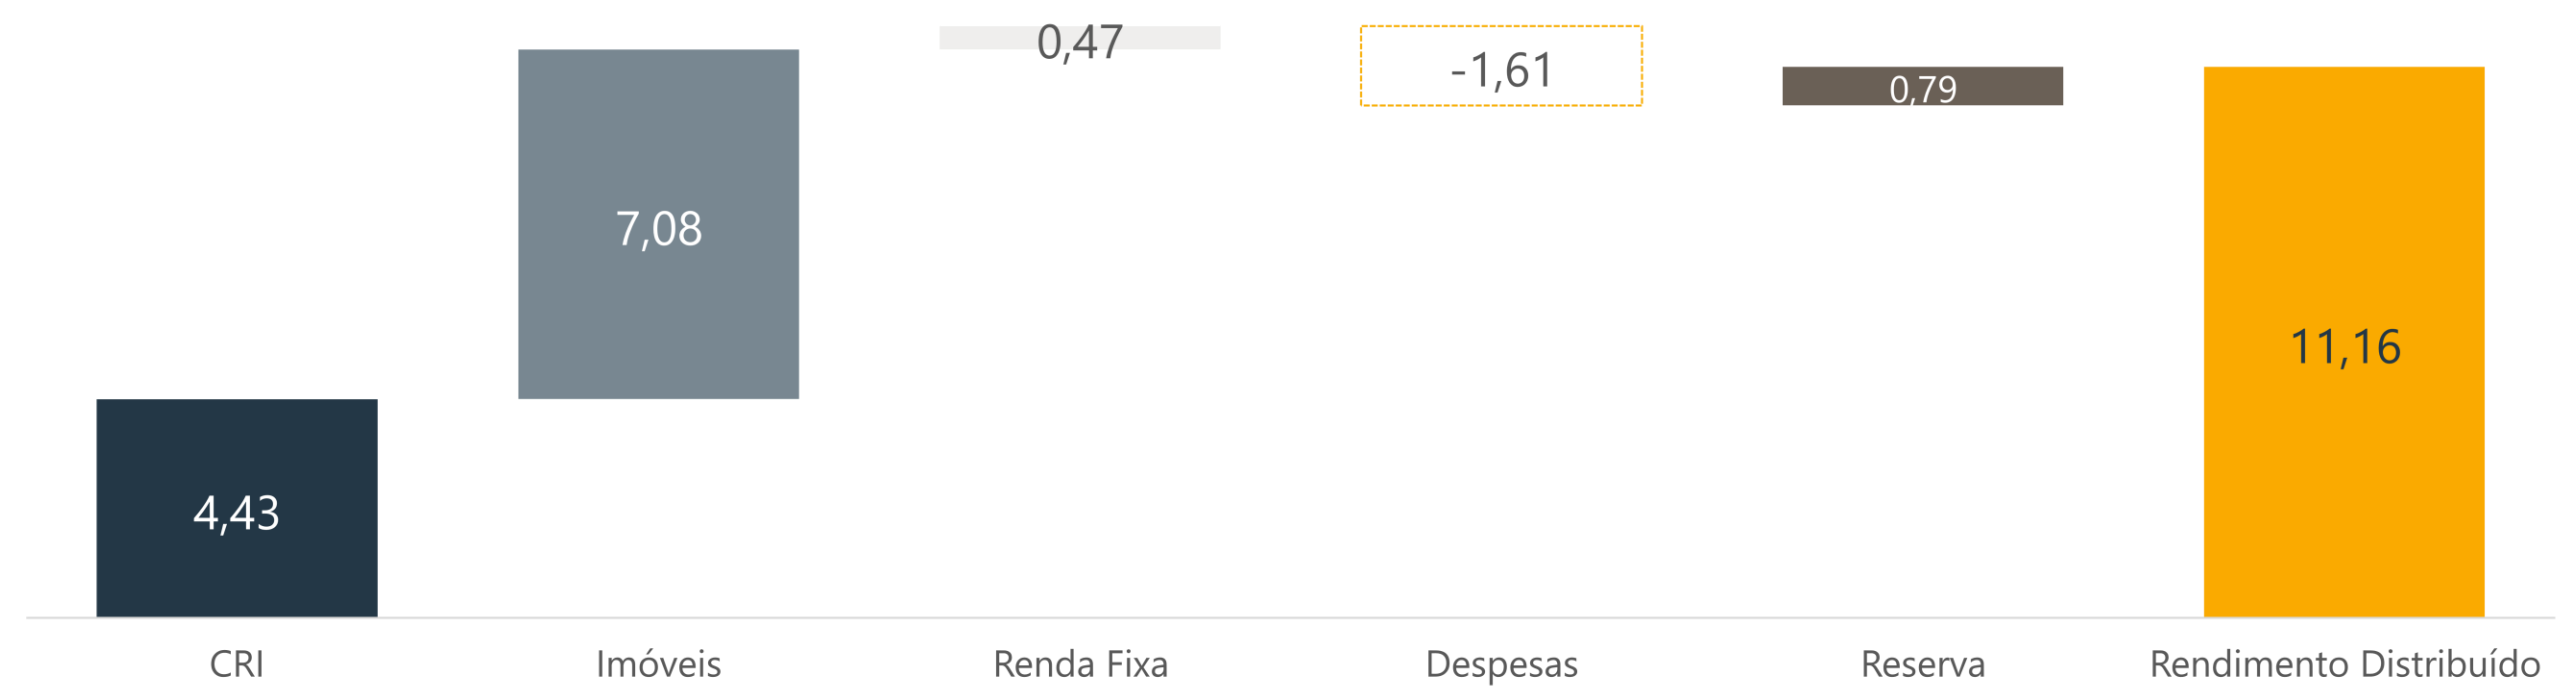 0,47
-1,61
0,79
7,08
11,16
4,43
CRI
Imóveis
Renda Fixa
Despesas
Reserva
Rendimento Distribuído